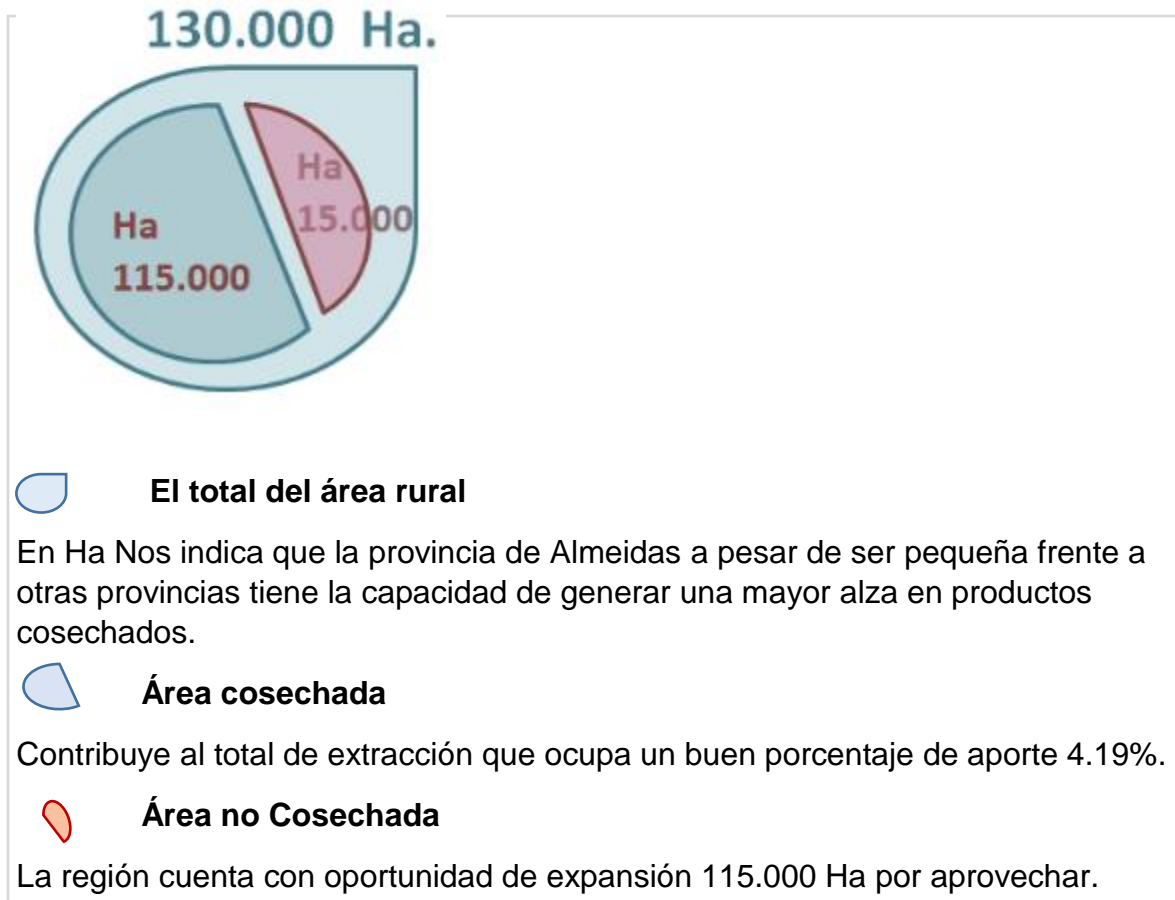 130.000 Ha.
Ha
15.000
Ha
115.000
El total del área rural
En Ha Nos indica que la provincia de Almeidas a pesar de ser pequeña frente a
otras provincias tiene la capacidad de generar una mayor alza en productos
cosechados.
Área cosechada
Contribuye al total de extracción que ocupa un buen porcentaje de aporte 4.19%.
Área no Cosechada
La región cuenta con oportunidad de expansión 115.000 Ha por aprovechar.